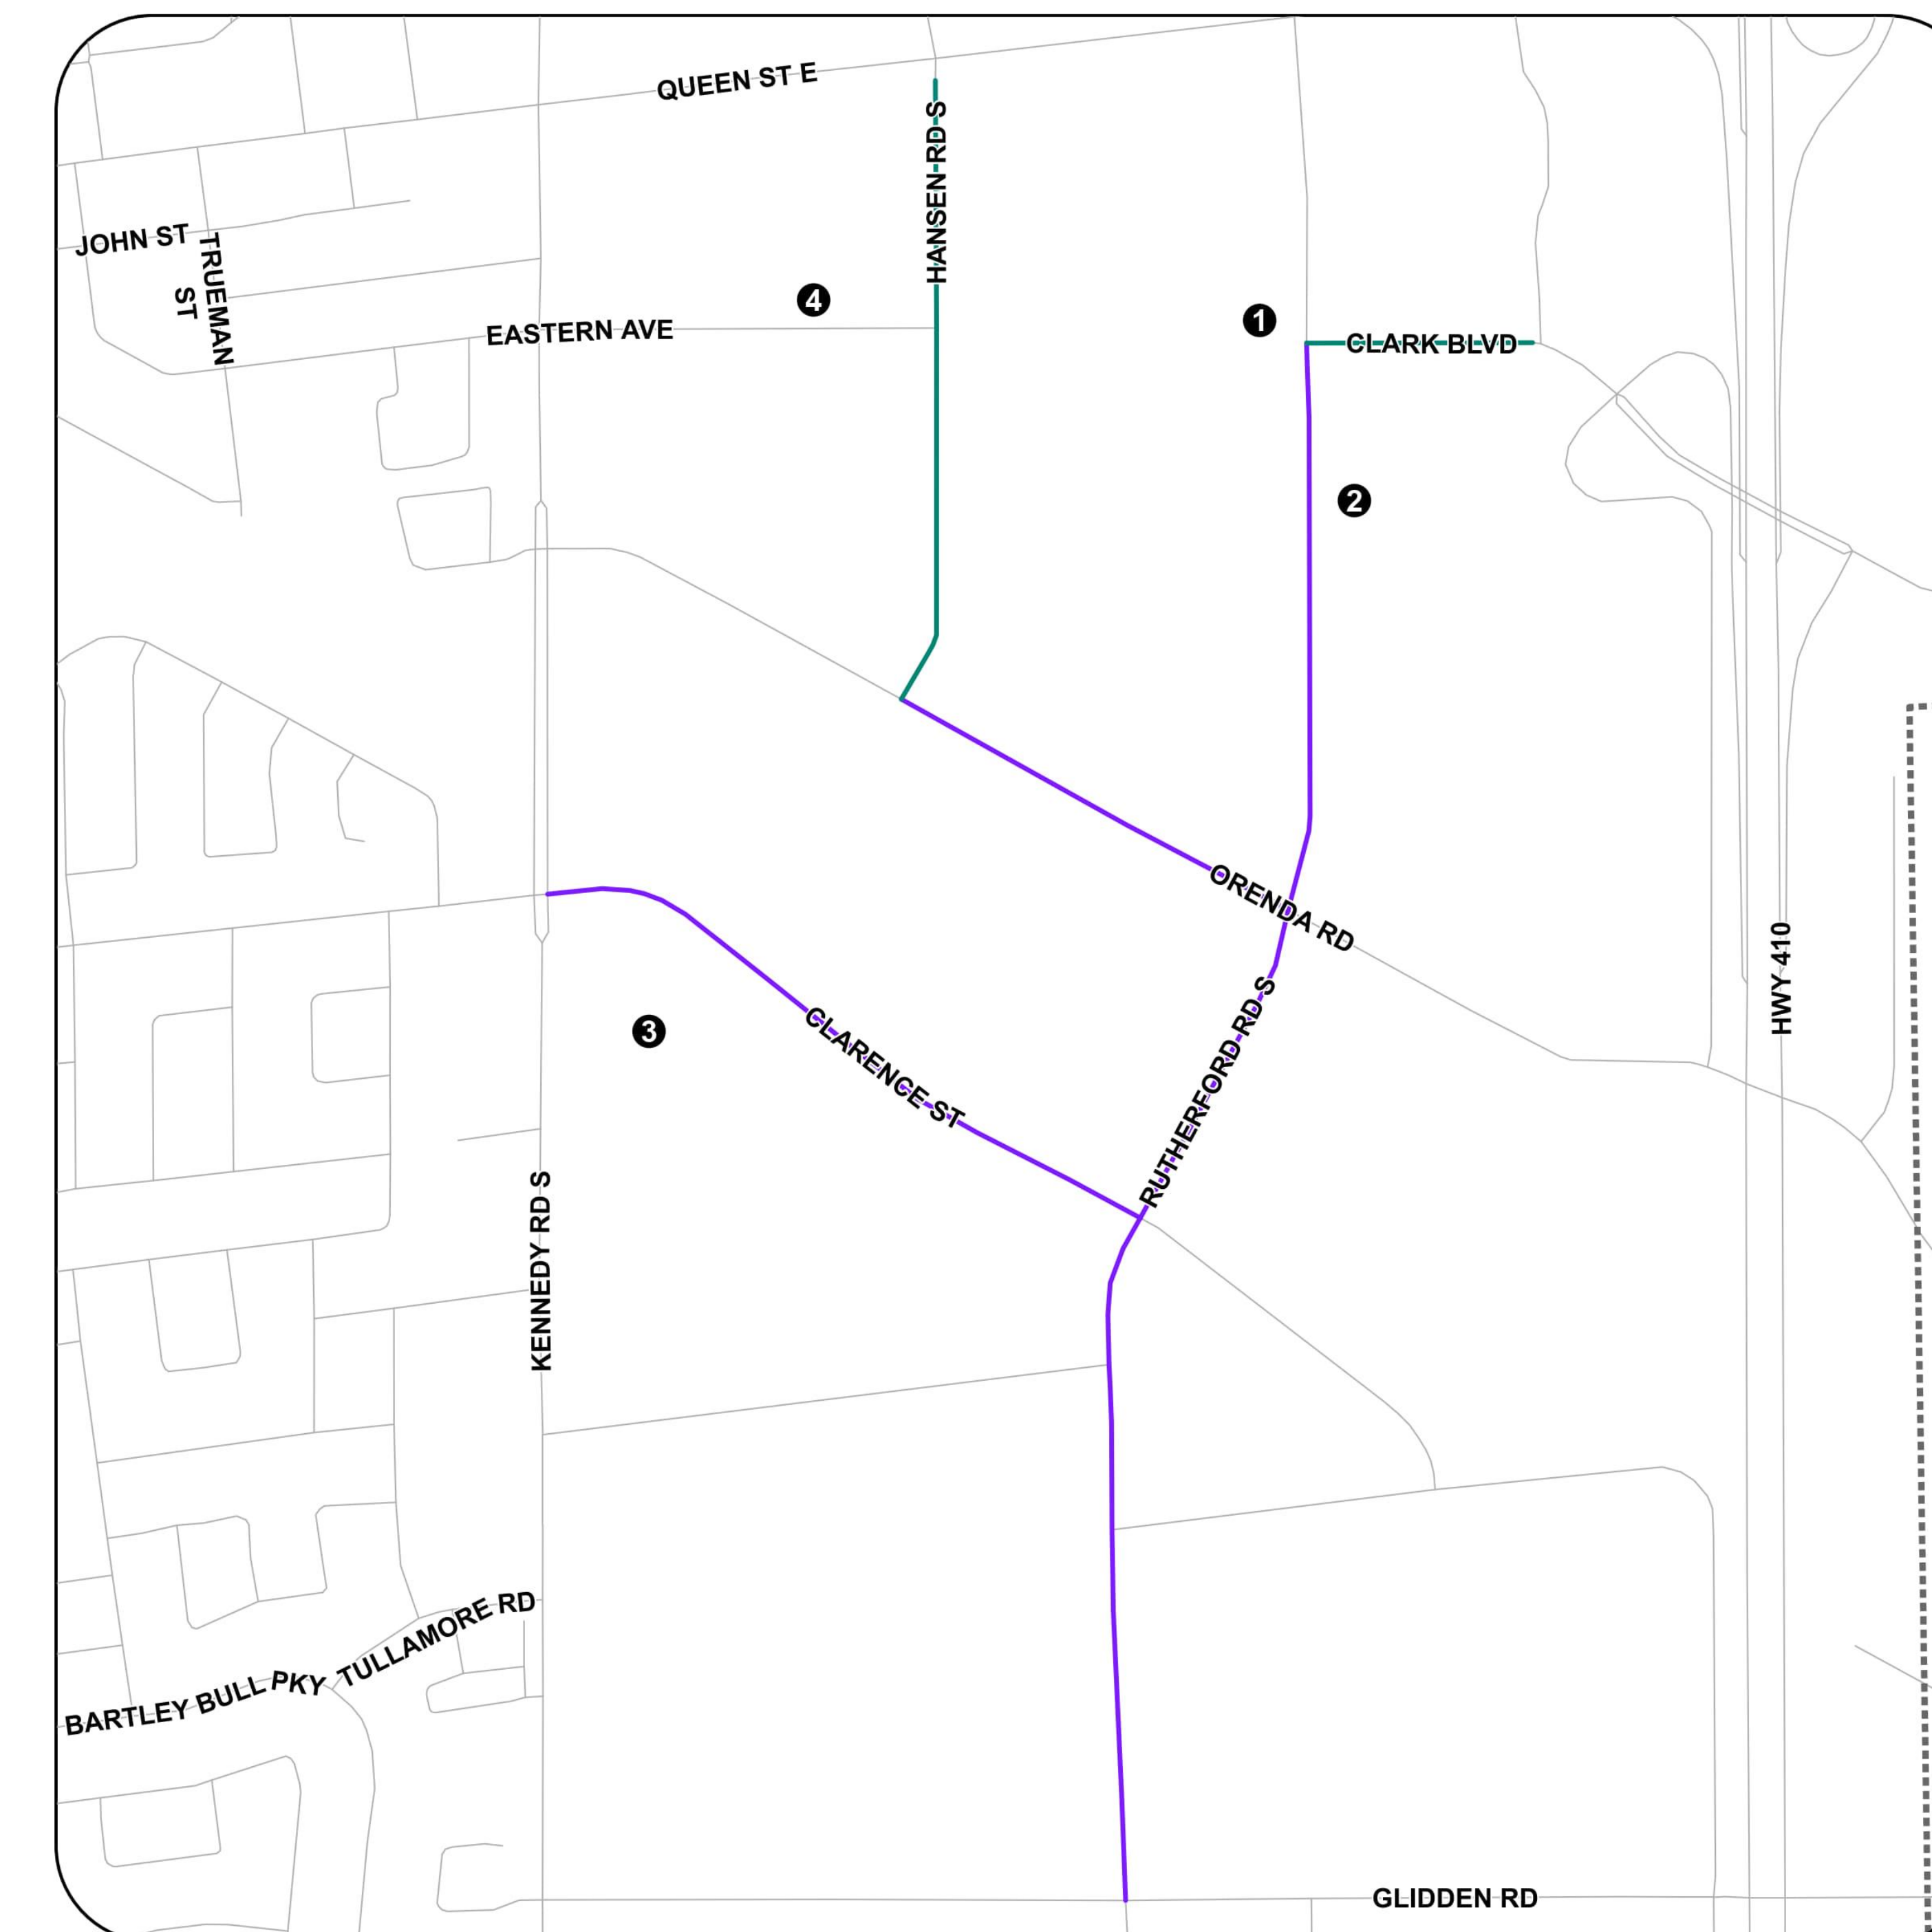 QUEEN ST E
HANSEN RD S
JOHN ST
TRUEMAN
ST
4
1
EASTERN AVE
CLARK BLVD
2
ORENDA RD
HWY 410
RUTHERFORD RD S
3
CLARENCE ST
KENNEDY RD S
TULLAMORE RD
BARTLEY BULL PKY
GLIDDEN RD